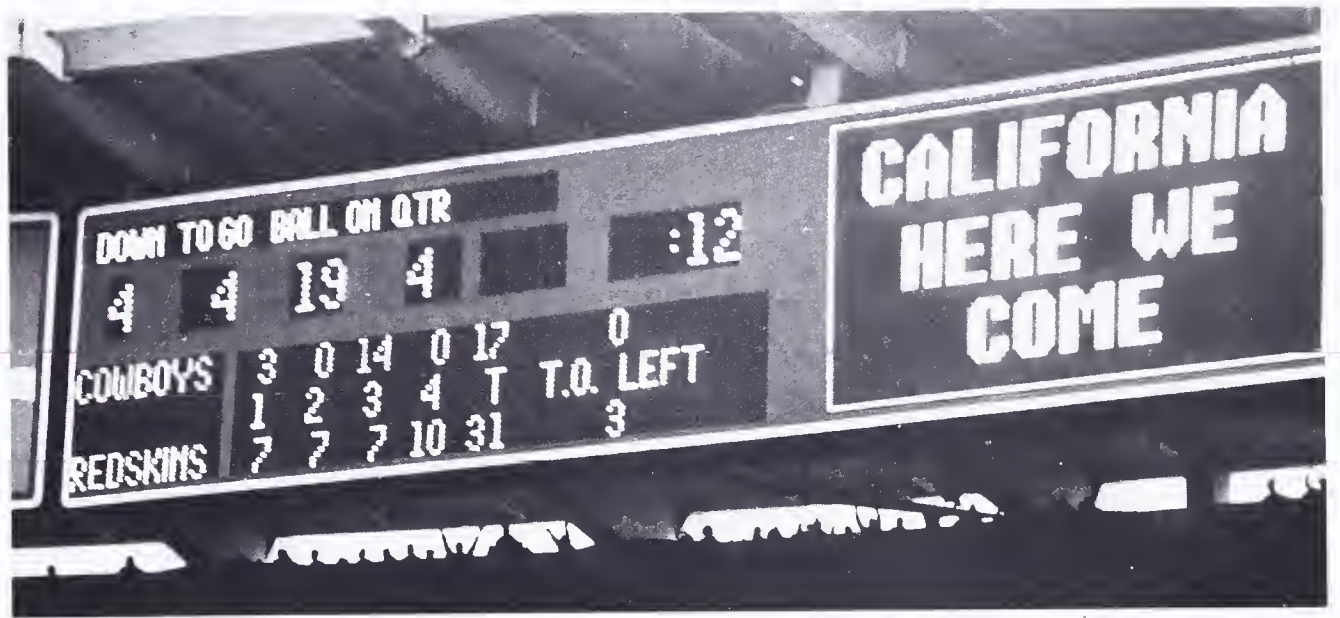 DOWN TO GO BALL ON QTR
4 4 19 4 :12
COWBOYS 3 0 14 0 17 0
1 2 3 4 T T.O. LEFT
REDSKINS 7 7 7 10 31 3
CALIFORNIA
HERE WE
COME